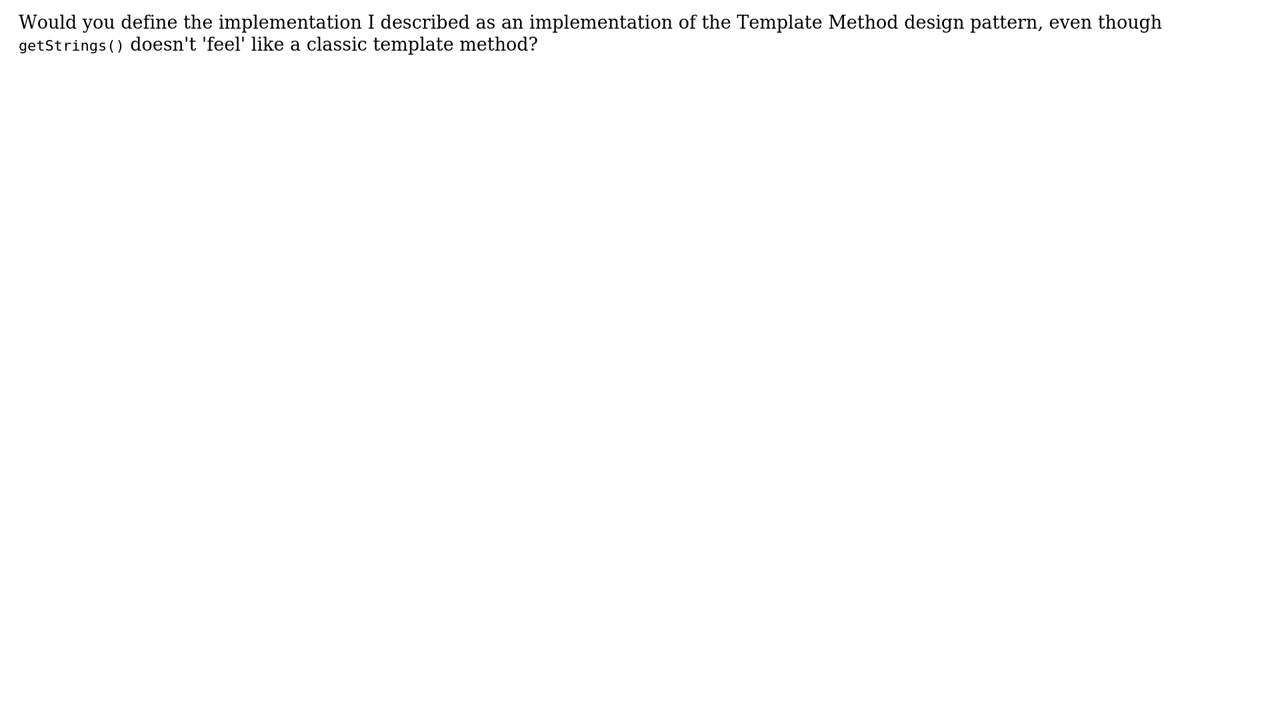 Would you define the implementation I described as an implementation of the Template Method design pattern, even though
getStrings() doesn't 'feel' like a classic template method?